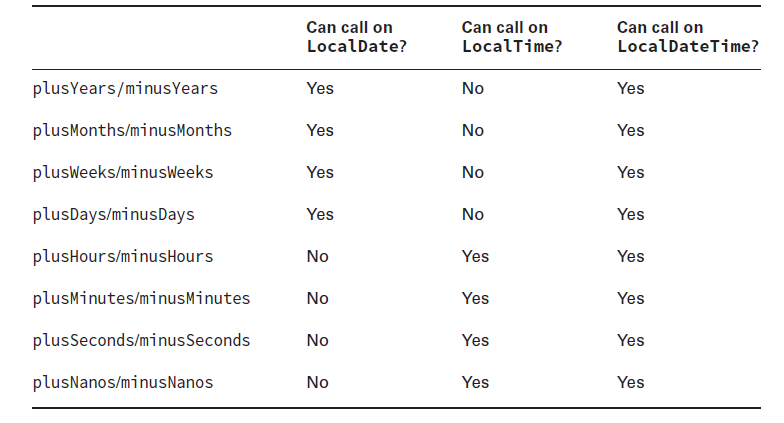 Can call on Can call on Can call on
LocalDate? LocalTime? LocalDateTime?
plusYears/minusYears Yes No Yes
plusMonths/minusMonths Yes No Yes
plusWeeks/minusWeeks Yes No Yes
plusDays/minusDays Yes No Yes
plusHours/minusHours No Yes Yes
plusMinutes/minusMinutes No Yes Yes
plusSeconds/minusSeconds No Yes Yes
plusNanos/minusNanos No Yes Yes